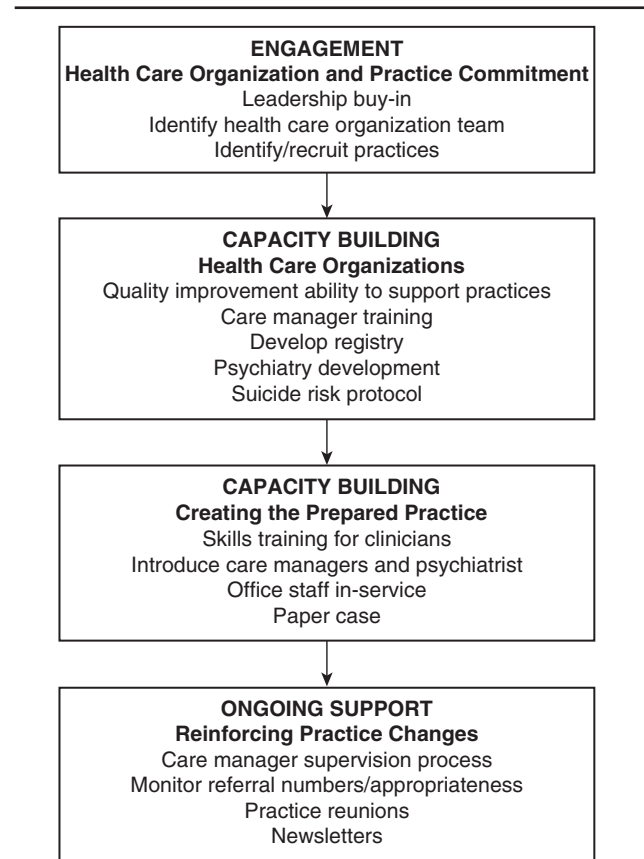 ENGAGEMENT
Health Care Organization and Practice Commitment
Leadership buy-in
Identify health care organization team
Identify/recruit practices
CAPACITY BUILDING
Health Care Organizations
Quality improvement ability to support practices
Care manager training
Develop registry
Psychiatry development
Suicide risk protocol
CAPACITY BUILDING
Creating the Prepared Practice
Skills training for clinicians
Introduce care managers and psychiatrist
Office staff in-service
Paper case
ONGOING SUPPORT
Reinforcing Practice Changes
Care manager supervision process
Monitor referral numbers/appropriateness
Practice reunions
Newsletters